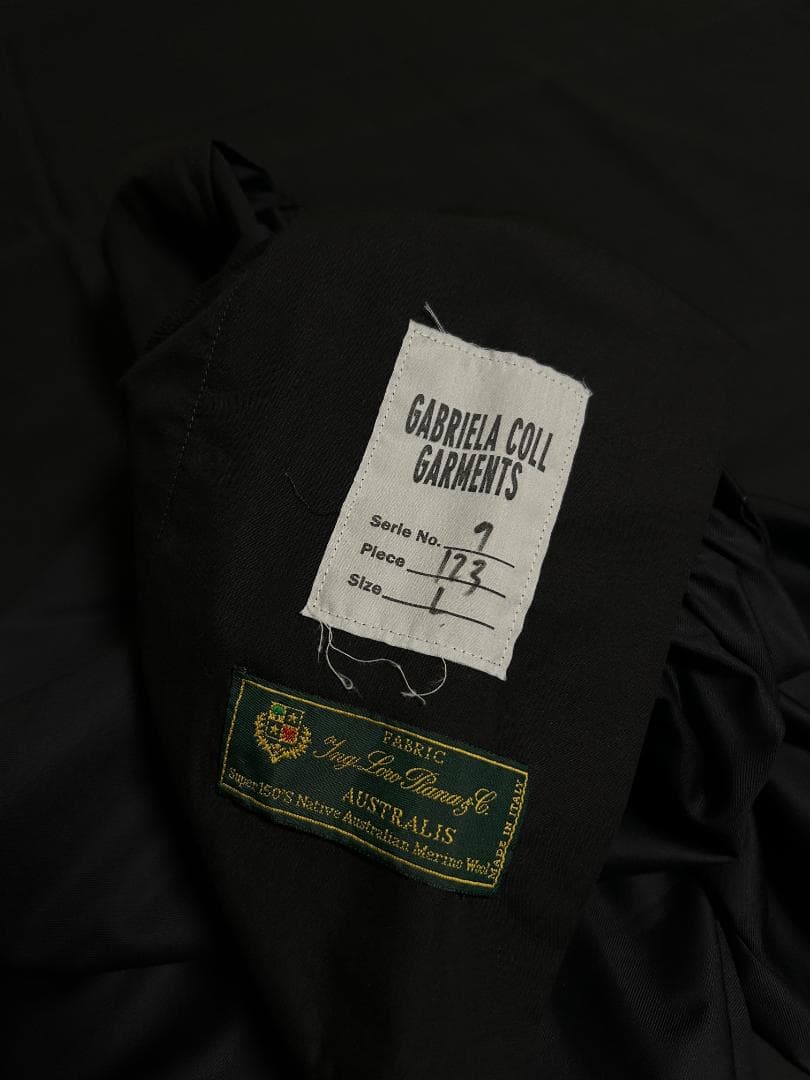 GABRIELA COLL
GARMENTS
Serie No. 9
Piece 123
Size L
FABRIC
Ing. Loro Piana & C.
AUSTRALIS
Super 150'S Native Australian Merino Wool
MADE IN ITALY